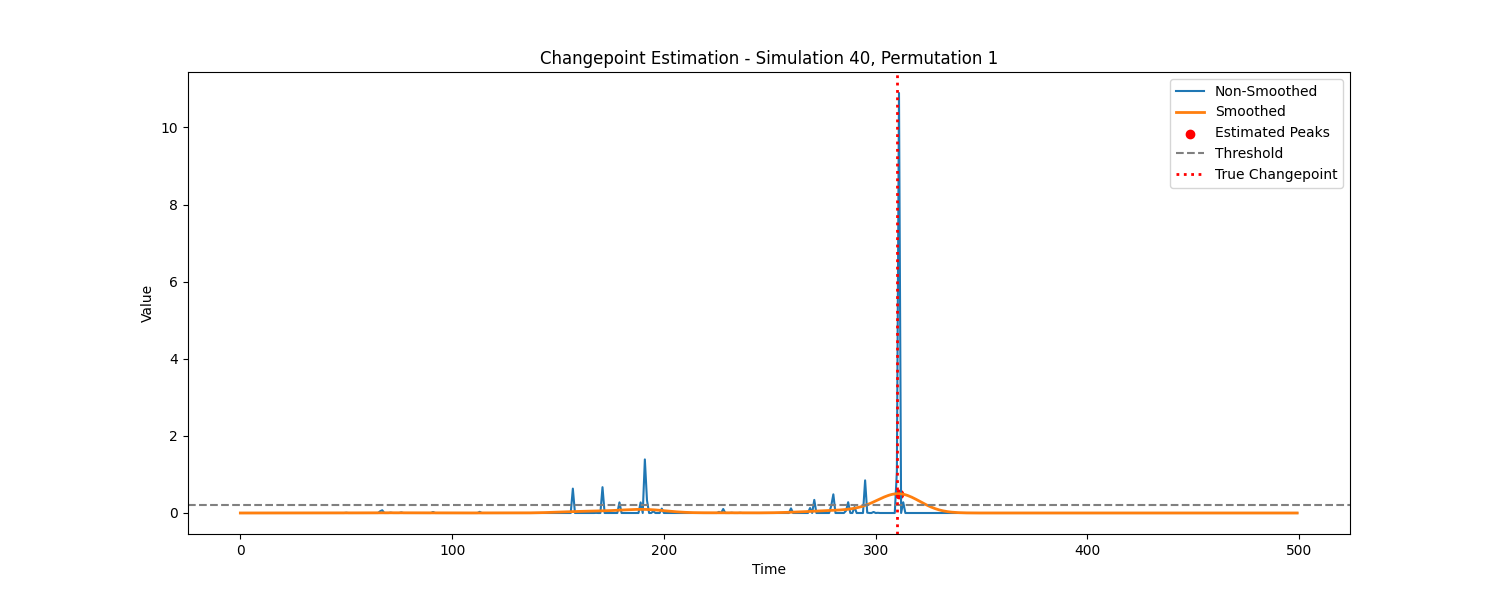 Changepoint Estimation - Simulation 40, Permutation 1
Non-Smoothed
Smoothed
Estimated Peaks
Threshold
True Changepoint
Value
10
8
6
4
2
0
0 100 200 300 400 500
Time